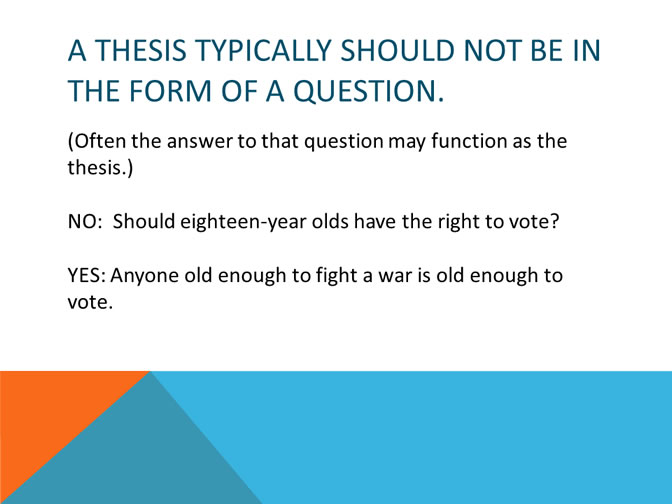 A THESIS TYPICALLY SHOULD NOT BE IN
THE FORM OF A QUESTION.
(Often the answer to that question may function as the
thesis.)
NO:  Should eighteen-year olds have the right to vote?
YES: Anyone old enough to fight a war is old enough to
vote.